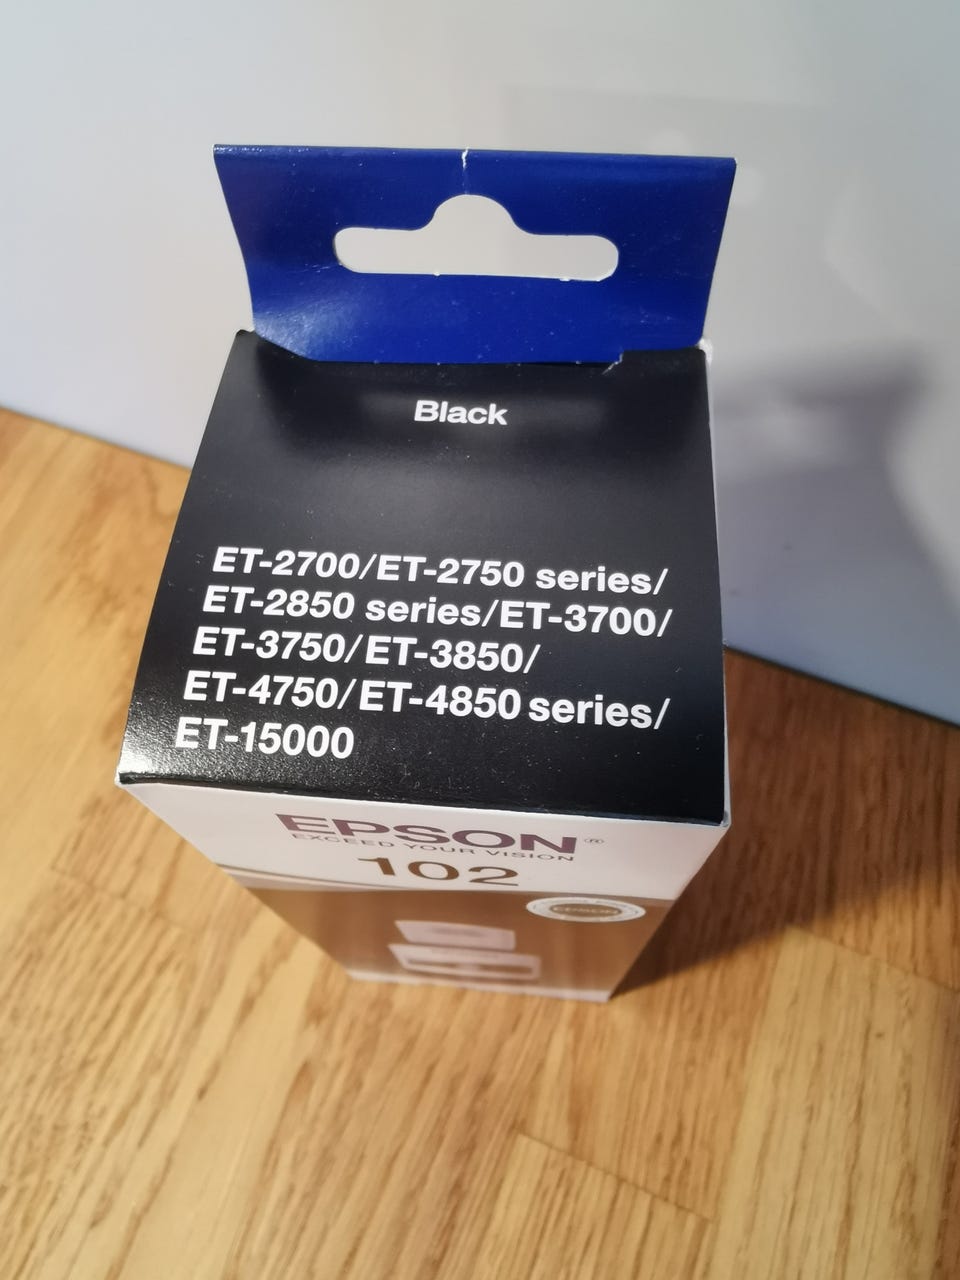 Black
ET-2700/ET-2750 series/
ET-2850 series/ET-3700/
ET-3750/ET-3850/
ET-4750/ET-4850 series/
ET-15000
EPSON®
EXCEED YOUR VISION
102
EPSON